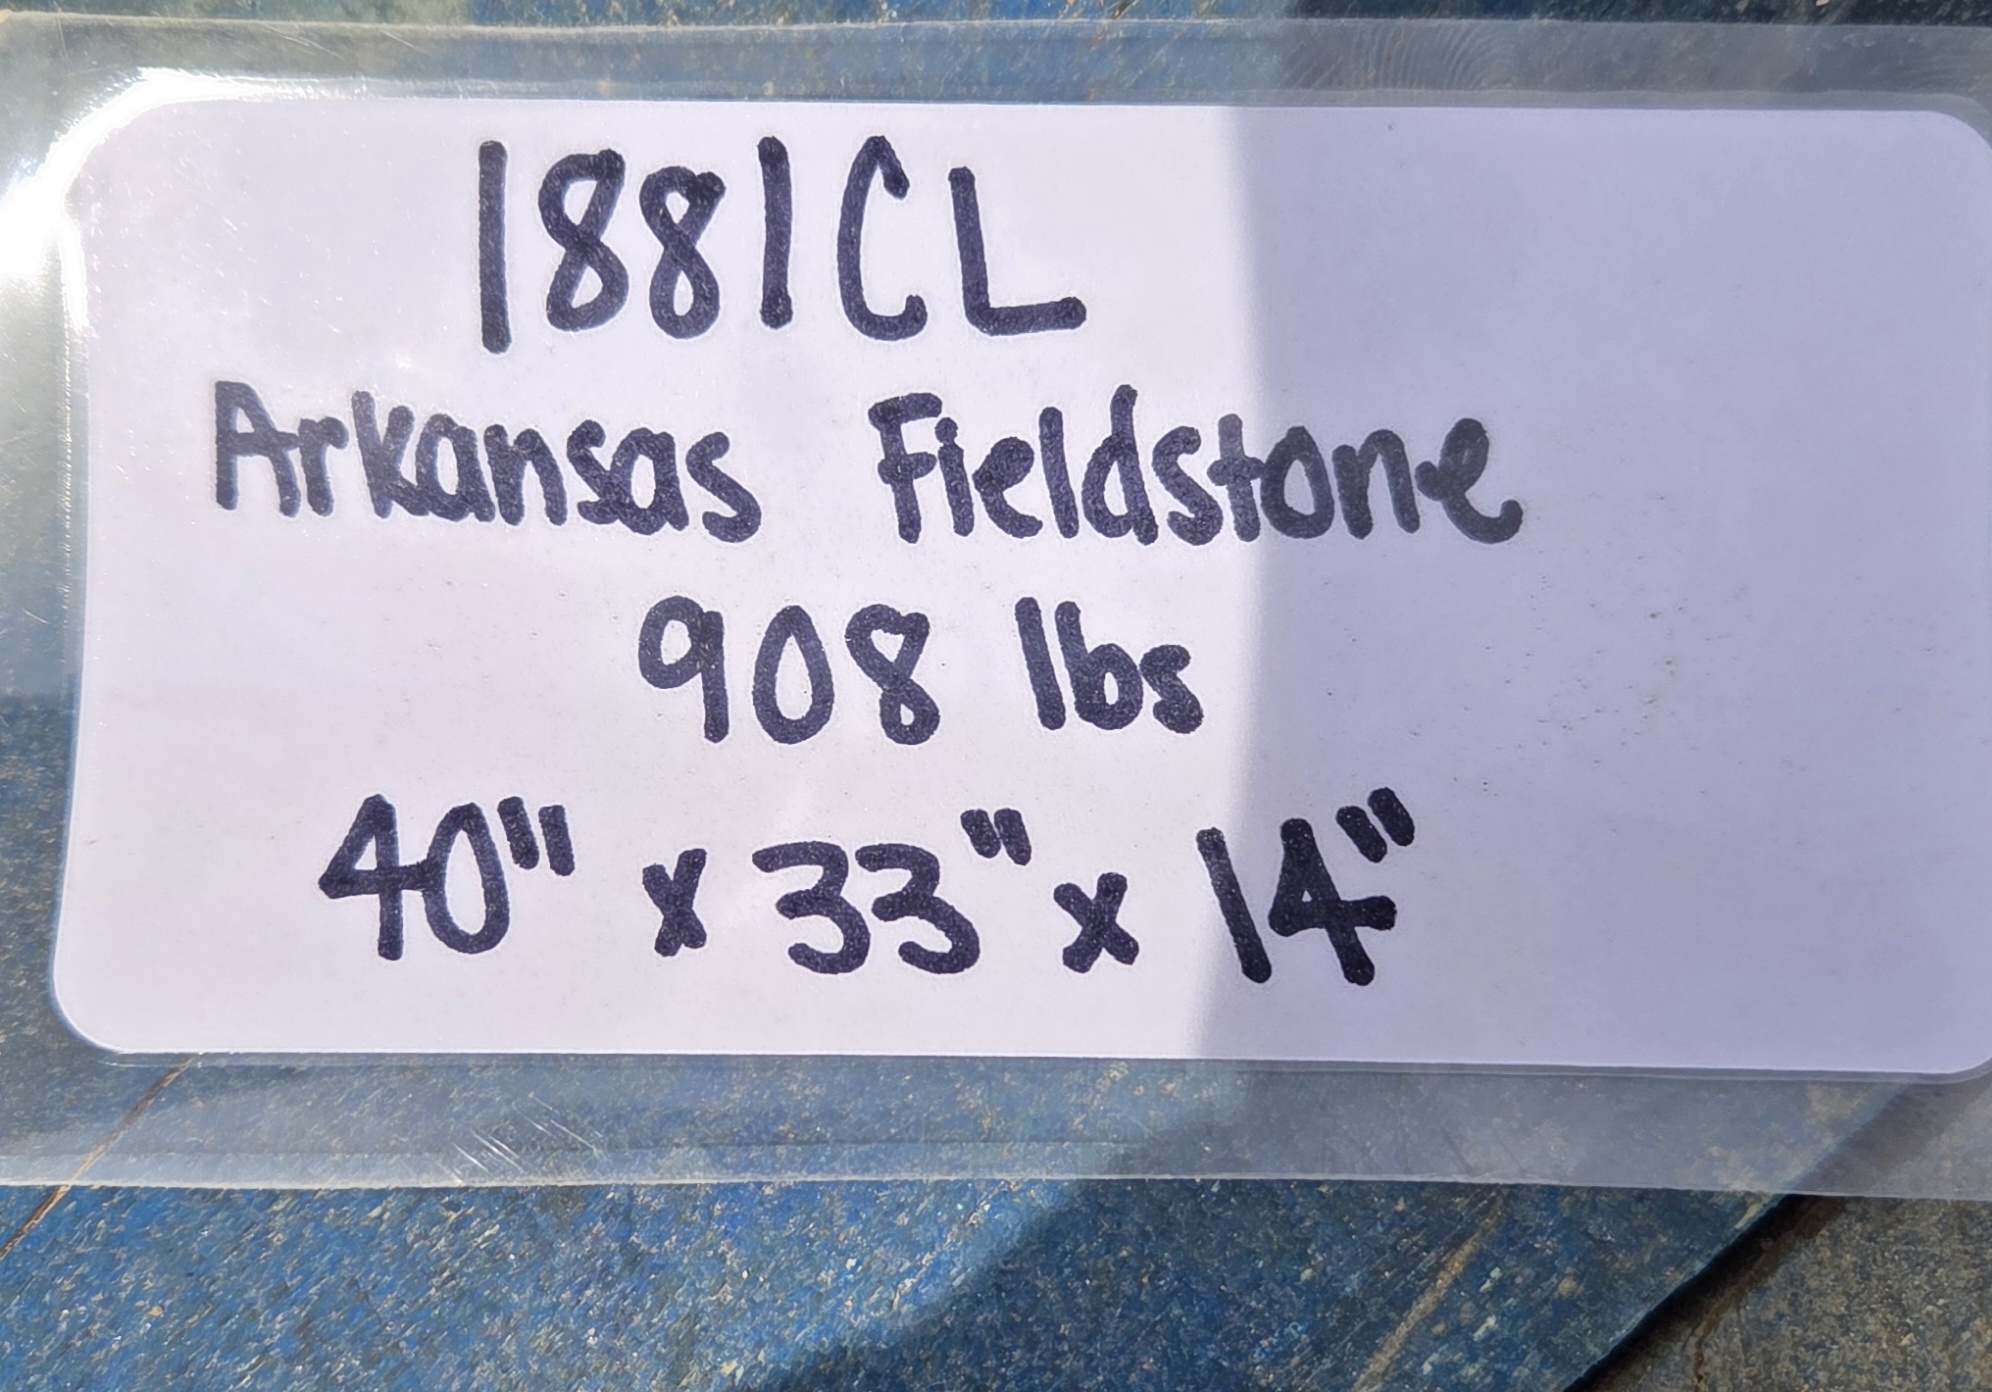 1881CL
Arkansas Fieldstone
908 lbs
40" x 33" x 14"